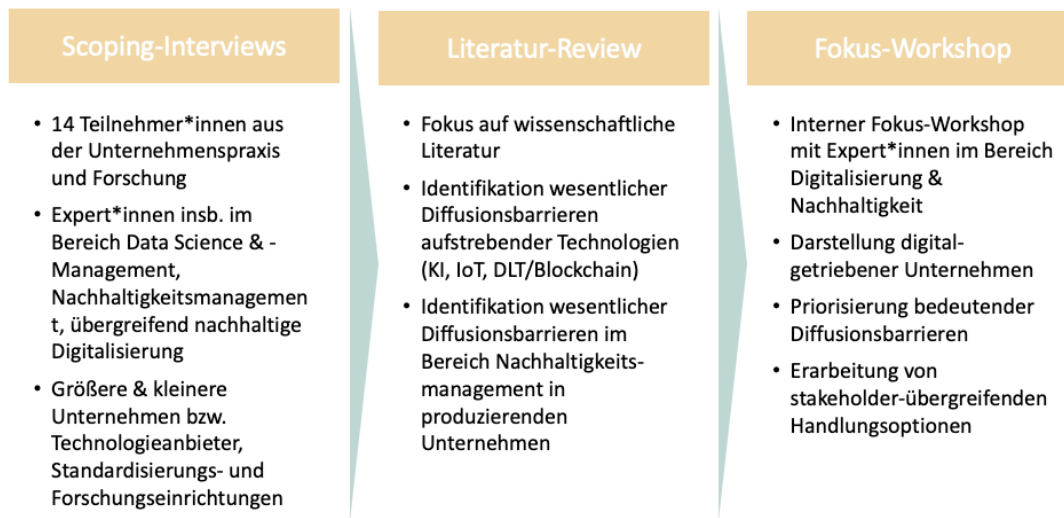 Scoping-Interviews
• 14 Teilnehmer*innen aus
der Unternehmenspraxis
und Forschung
• Expert*innen insb. im
Bereich Data Science & -
Management,
Nachhaltigkeitsmanagemen
t, übergreifend nachhaltige
Digitalisierung
• Größere & kleinere
Unternehmen bzw.
Technologieanbieter,
Standardisierungs- und
Forschungseinrichtungen
Literatur-Review
• Fokus auf wissenschaftliche
Literatur
• Identifikation wesentlicher
Diffusionsbarrieren
aufstrebender Technologien
(KI, IoT, DLT/Blockchain)
• Identifikation wesentlicher
Diffusionsbarrieren im
Bereich Nachhaltigkeits-
management in
produzierenden
Unternehmen
Fokus-Workshop
• Interner Fokus-Workshop
mit Expert*innen im Bereich
Digitalisierung &
Nachhaltigkeit
• Darstellung digital-
getriebener Unternehmen
• Priorisierung bedeutender
Diffusionsbarrieren
• Erarbeitung von
stakeholder-übergreifenden
Handlungsoptionen